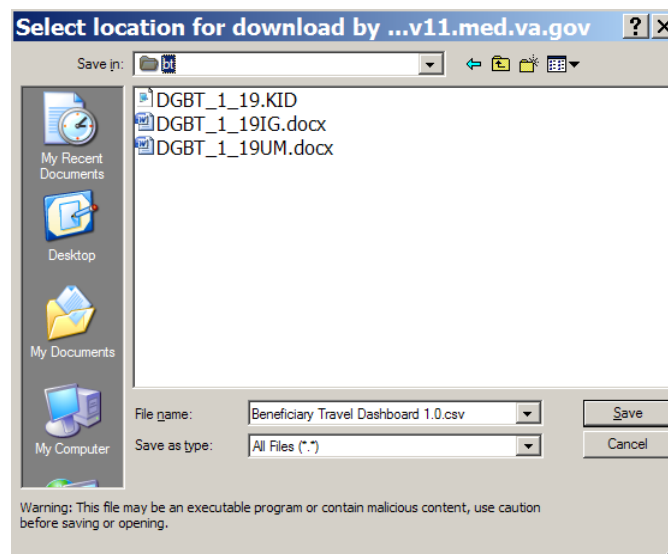 Select location for download by ...v11.med.va.gov
Save in: bt
DGBT_1_19.KID
DGBT_1_19IG.docx
DGBT_1_19UM.docx
My Recent
Documents
Desktop
My Documents
My Computer
File name: Beneficiary Travel Dashboard 1.0.csv Save
Save as type: All Files (*.*) Cancel
Warning: This file may be an executable program or contain malicious content, use caution
before saving or opening.